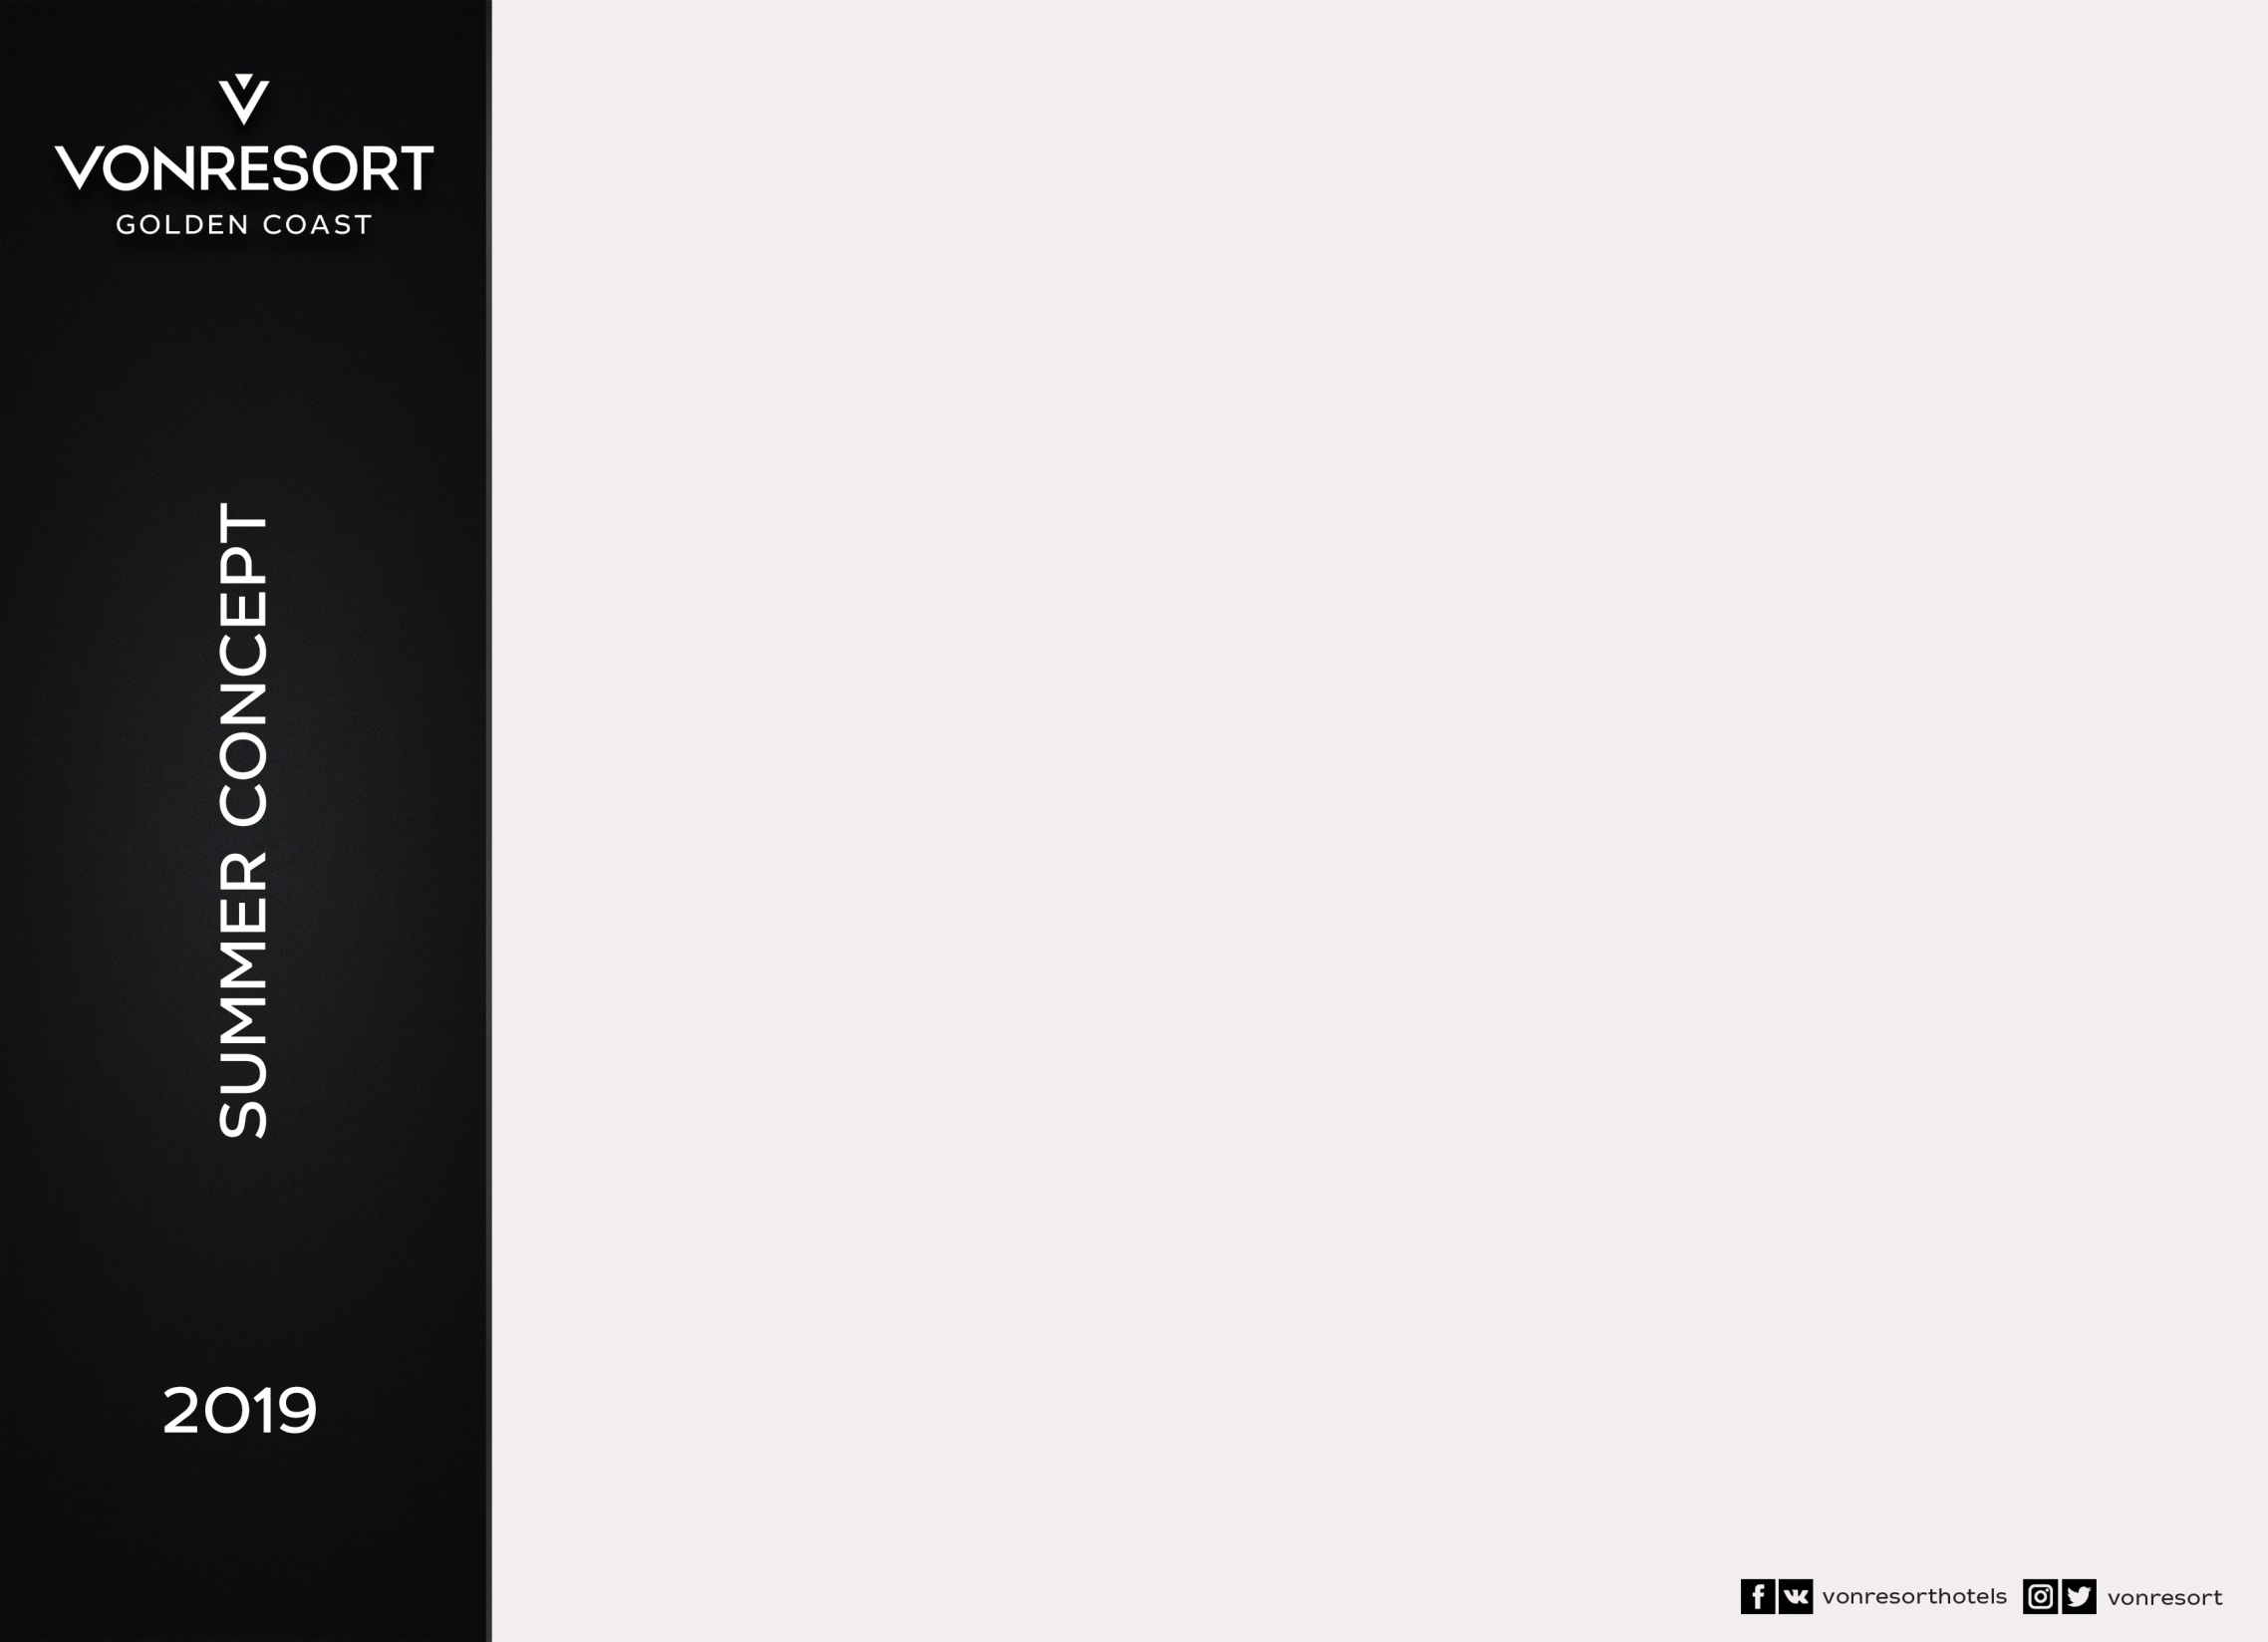 VONRESORT
GOLDEN COAST
SUMMER CONCEPT
2019
vonresorthotels vonresort